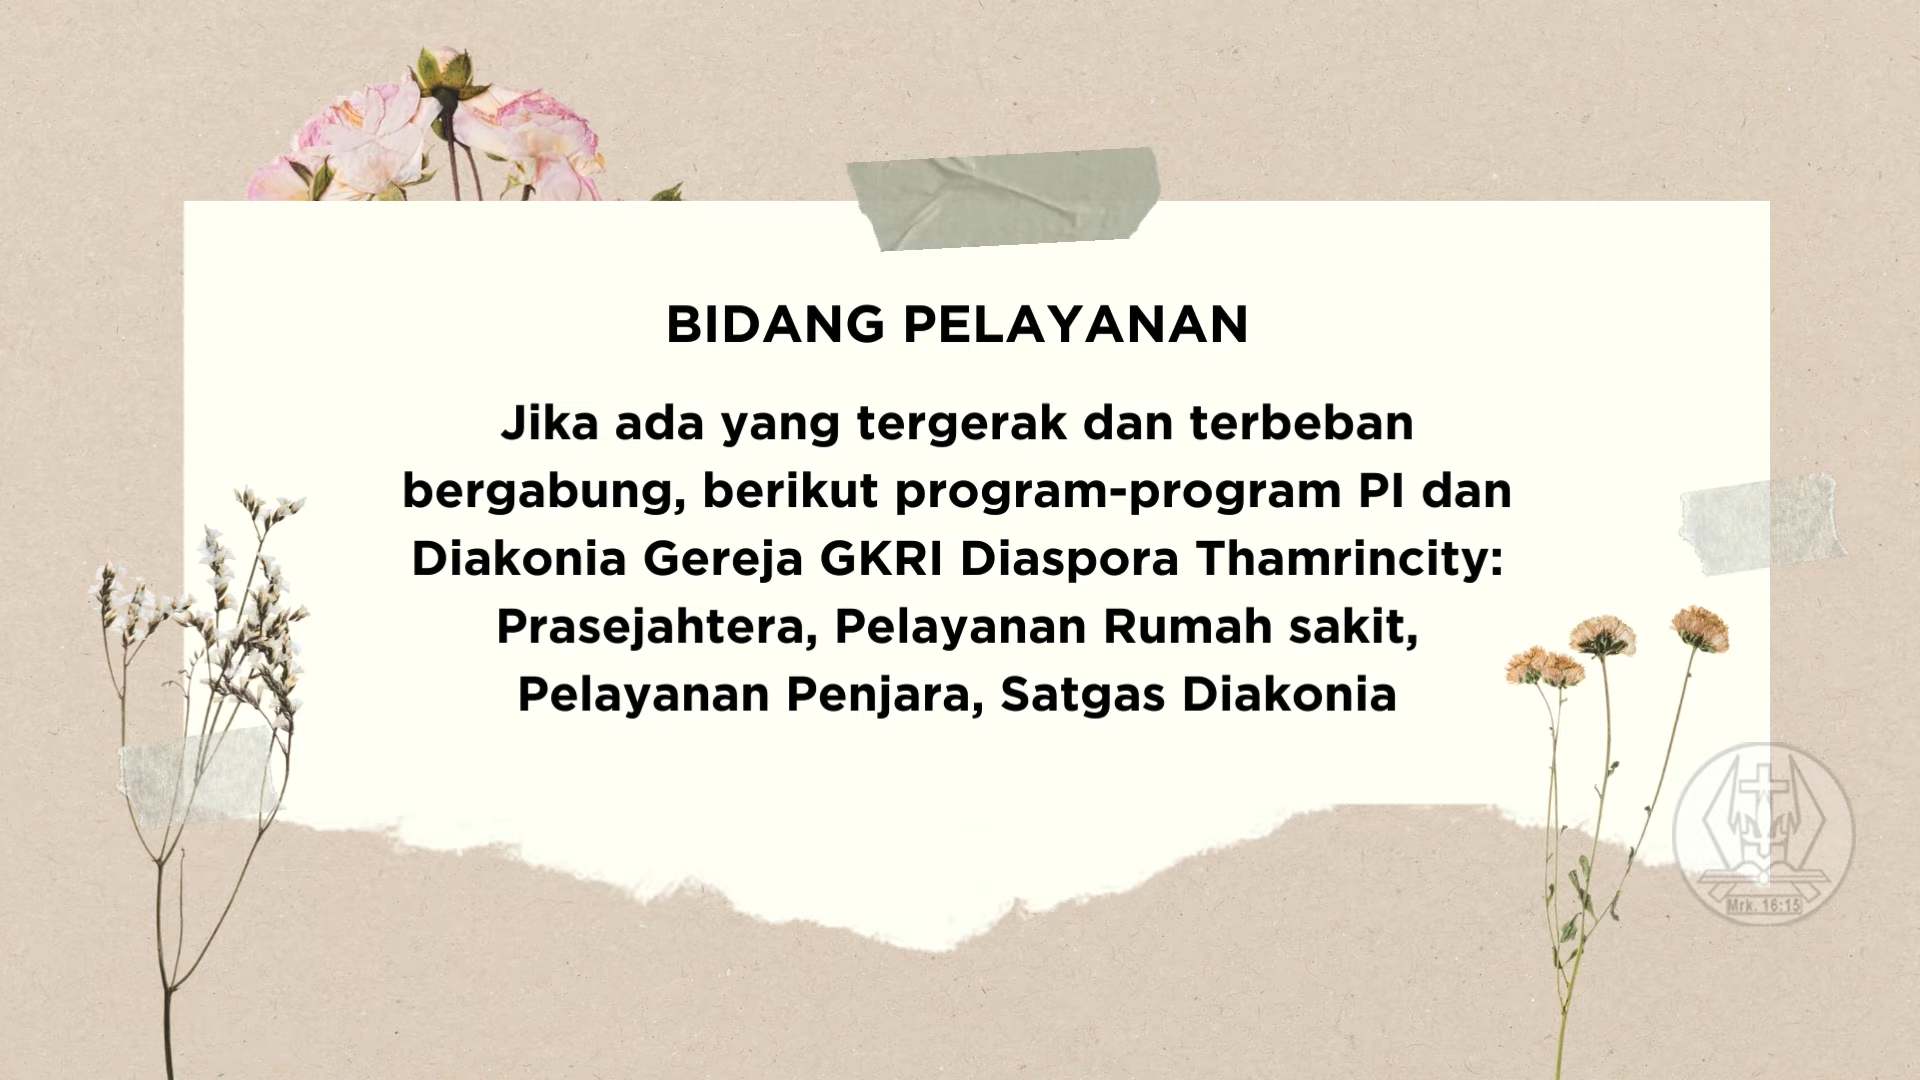 BIDANG PELAYANAN
Jika ada yang tergerak dan terbeban
bergabung, berikut program-program PI dan
Diakonia Gereja GKRI Diaspora Thamrincity:
Prasejahtera, Pelayanan Rumah sakit,
Pelayanan Penjara, Satgas Diakonia
Mrk. 16:15